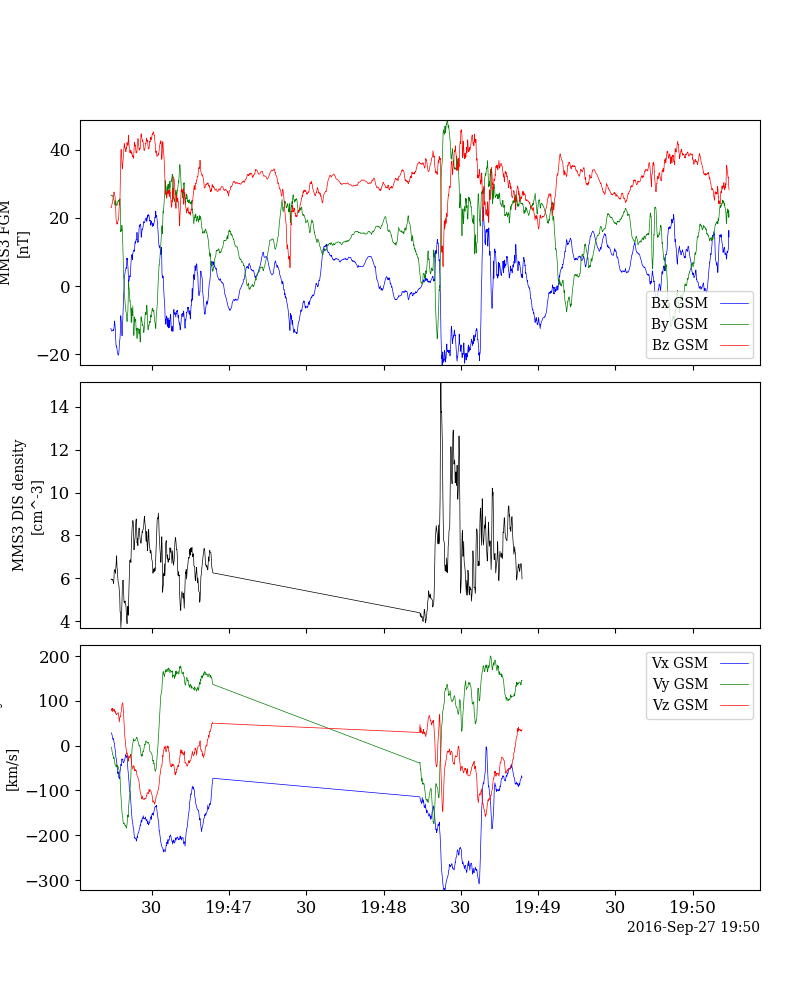 MMS3 FGM
[nT]
40
20
0
−20
Bx GSM
By GSM
Bz GSM
MMS3 DIS density
[cm^-3]
14
12
10
8
6
4
[km/s]
200
100
0
−100
−200
−300
Vx GSM
Vy GSM
Vz GSM
30 19:47 30 19:48 30 19:49 30 19:50
2016-Sep-27 19:50